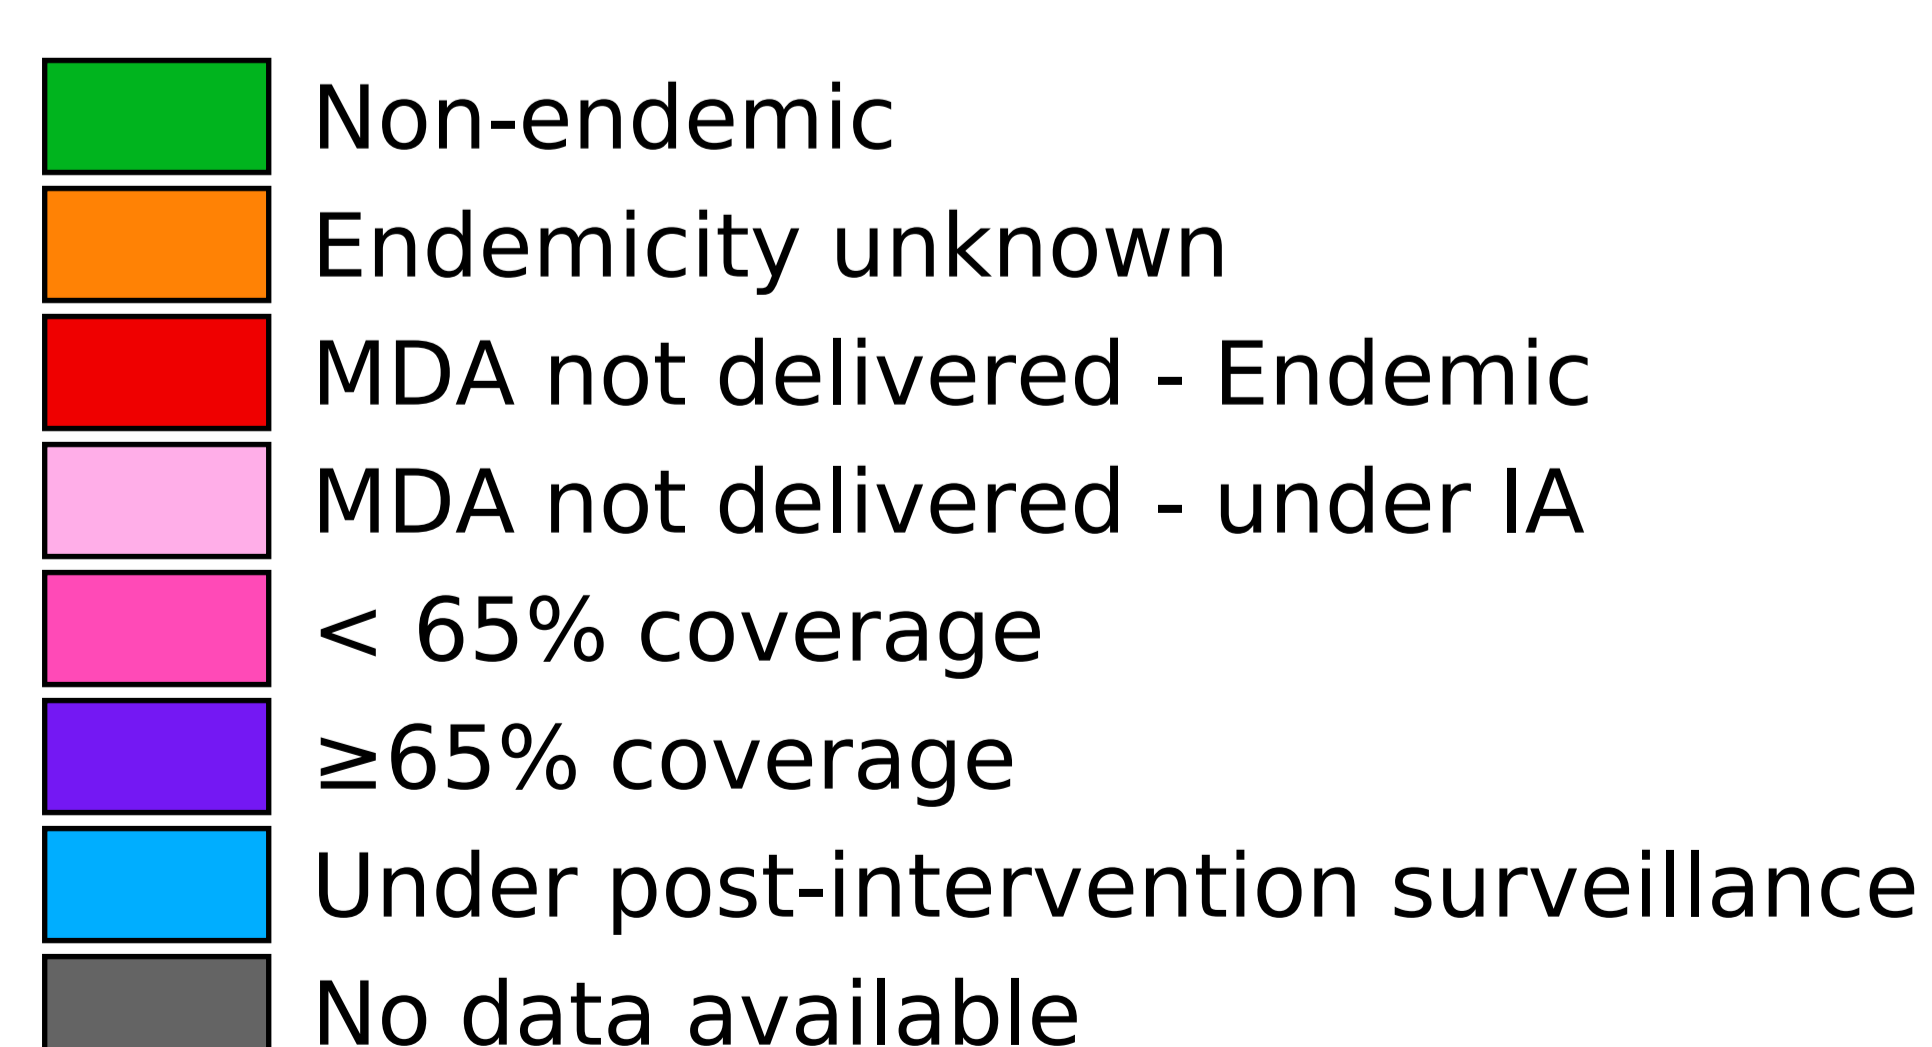 Non-endemic
Endemicity unknown
MDA not delivered - Endemic
MDA not delivered - under IA
< 65% coverage
≥65% coverage
Under post-intervention surveillance
No data available